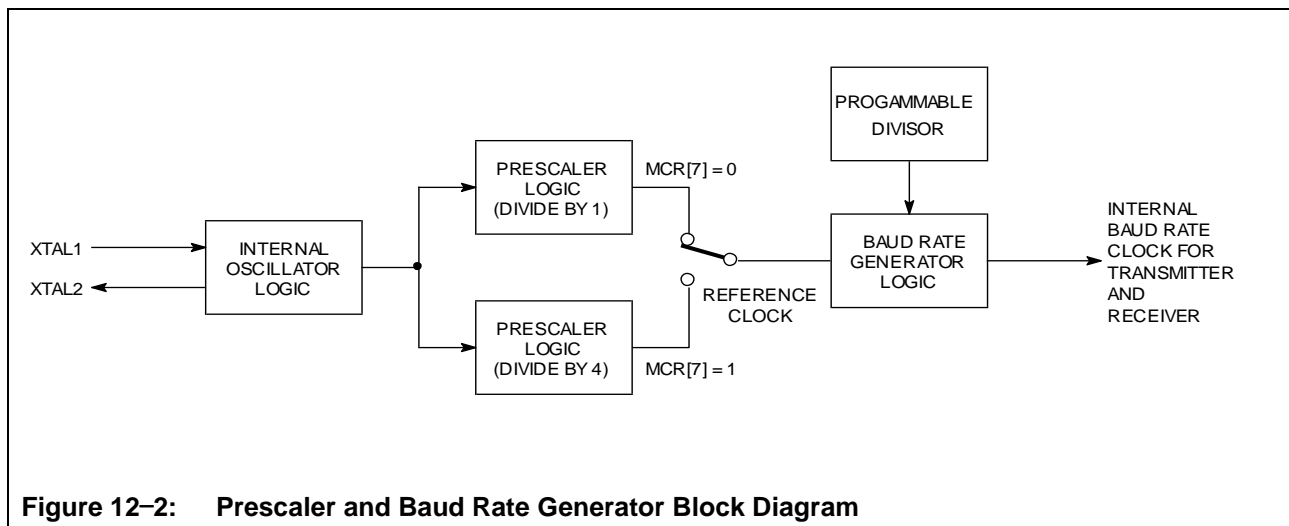 XTAL1
XTAL2
INTERNAL
OSCILLATOR
LOGIC
PRESCALER
LOGIC
(DIVIDE BY 1)
MCR[7] = 0
PRESCALER
LOGIC
(DIVIDE BY 4)
MCR[7] = 1
REFERENCE
CLOCK
PROGAMMABLE
DIVISOR
BAUD RATE
GENERATOR
LOGIC
INTERNAL
BAUD RATE
CLOCK FOR
TRANSMITTER
AND
RECEIVER
Figure 12–2: Prescaler and Baud Rate Generator Block Diagram